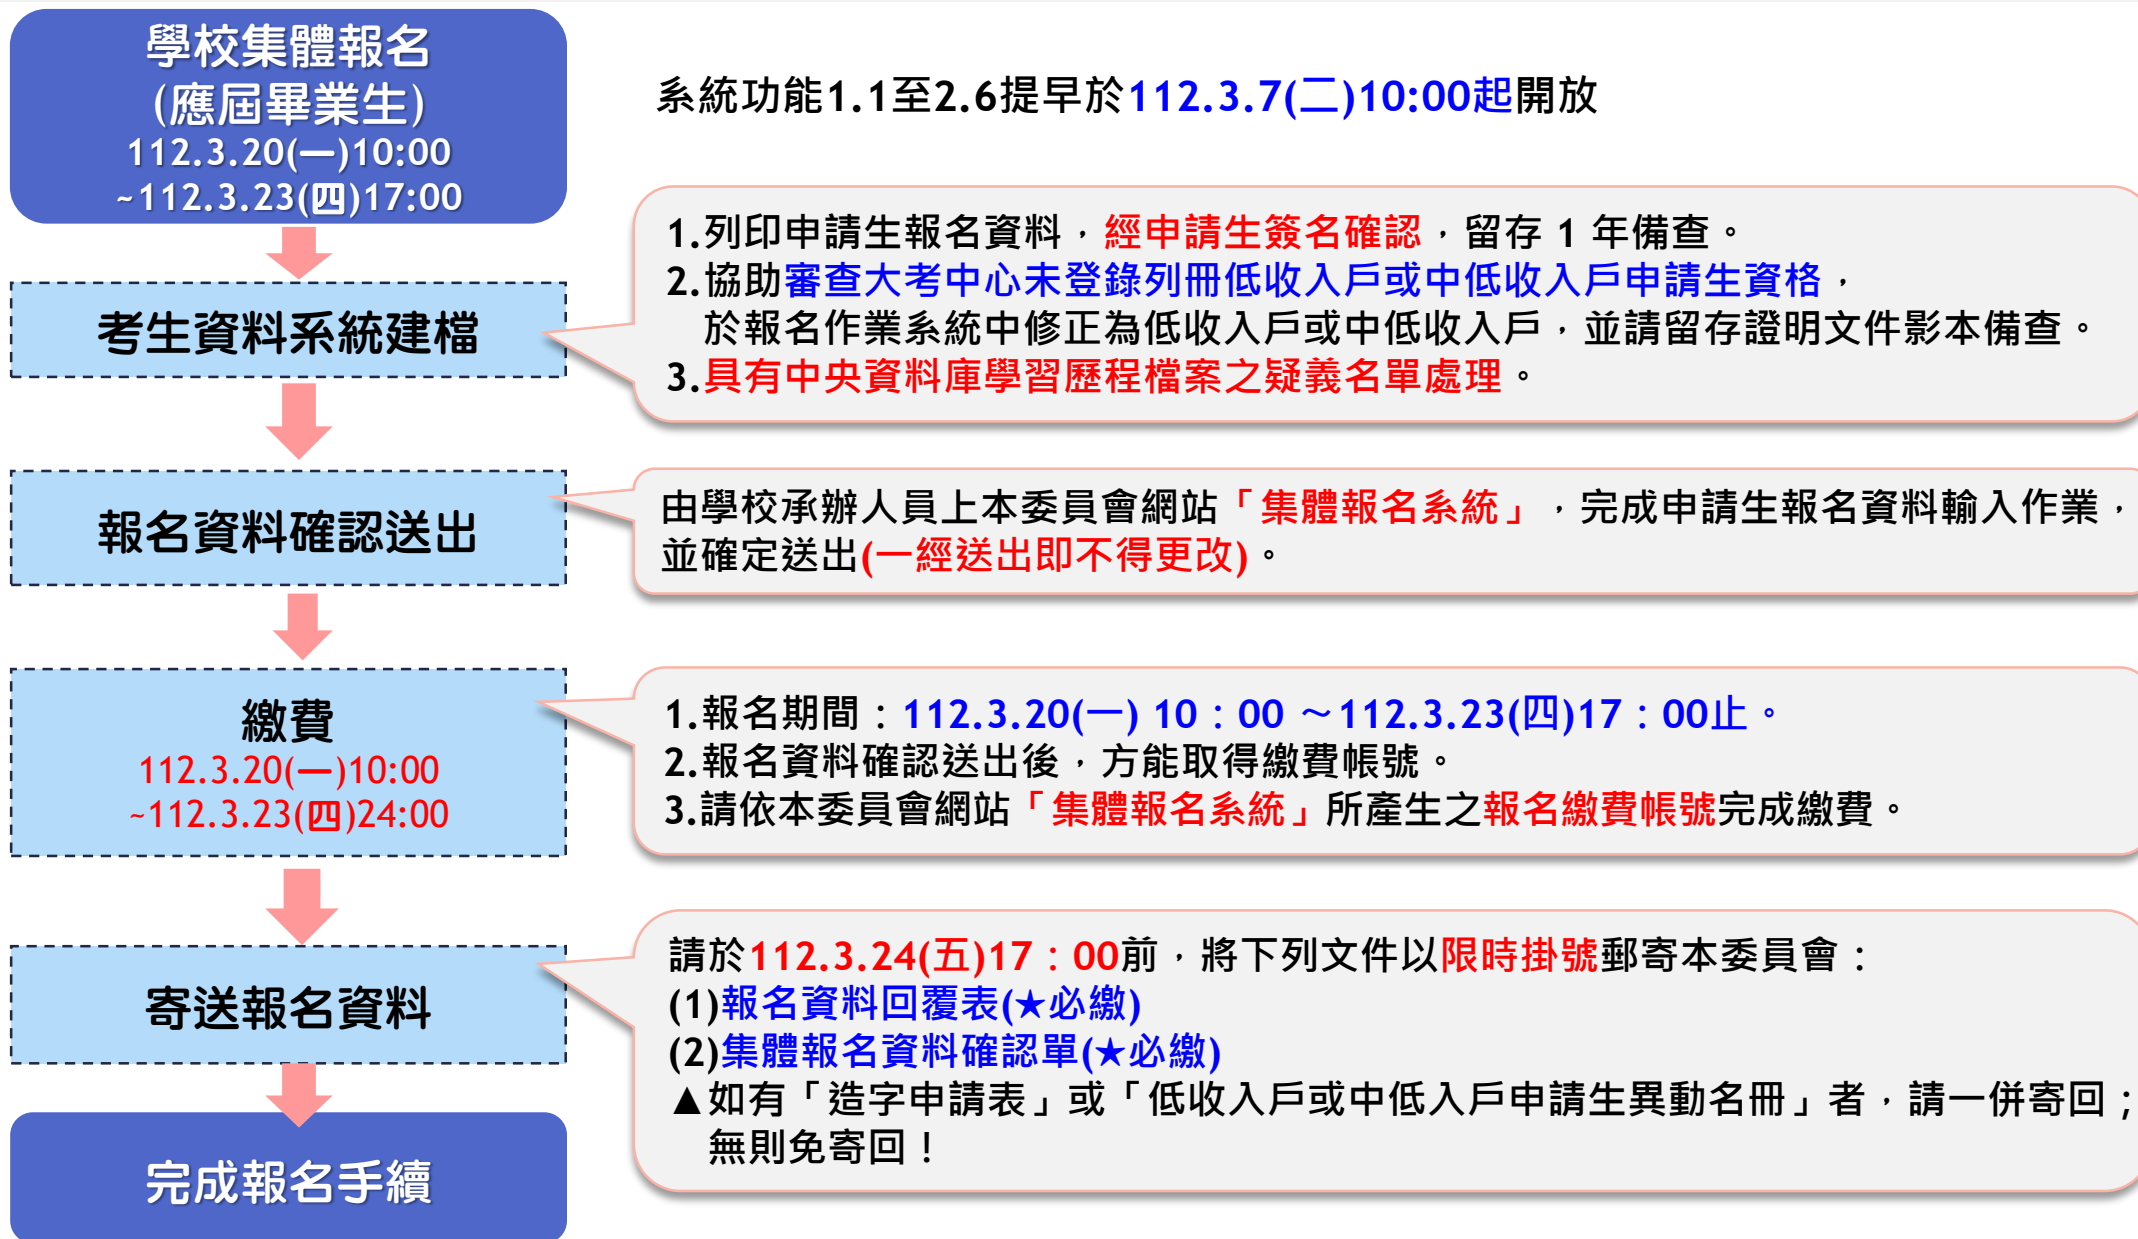 學校集體報名
(應屆畢業生)
112.3.20(一)10:00
~112.3.23(四)17:00
系統功能1.1至2.6提早於112.3.7(二)10:00起開放
考生資料系統建檔
1.列印申請生報名資料，經申請生簽名確認，留存 1 年備查。
2.協助審查大考中心未登錄列冊低收入戶或中低收入戶申請生資格，
於報名作業系統中修正為低收入戶或中低收入戶，並請留存證明文件影本備查。
3.具有中央資料庫學習歷程檔案之疑義名單處理。
報名資料確認送出
由學校承辦人員上本委員會網站「集體報名系統」，完成申請生報名資料輸入作業，
並確定送出(一經送出即不得更改)。
繳費
112.3.20(一)10:00
~112.3.23(四)24:00
1.報名期間：112.3.20(一) 10：00 ～112.3.23(四)17：00止。
2.報名資料確認送出後，方能取得繳費帳號。
3.請依本委員會網站「集體報名系統」所產生之報名繳費帳號完成繳費。
寄送報名資料
請於112.3.24(五)17：00前，將下列文件以限時掛號郵寄本委員會：
(1)報名資料回覆表(★必繳)
(2)集體報名資料確認單(★必繳)
▲如有「造字申請表」或「低收入戶或中低入戶申請生異動名冊」者，請一併寄回；
無則免寄回！
完成報名手續